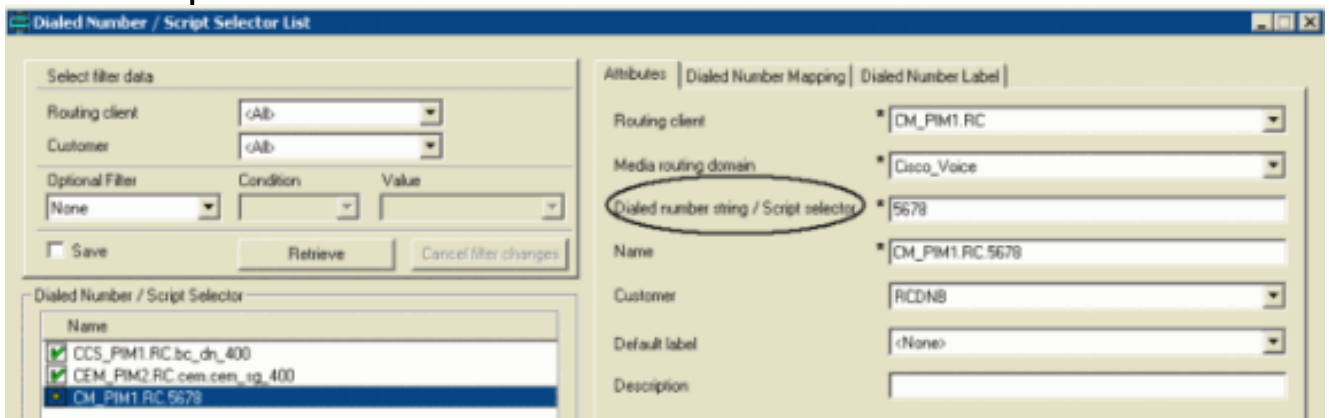 Dialed Number / Script Selector List
Select filter data
Routing client <All>
Customer <All>
Optional Filter Condition Value
None
Save Retrieve Cancel filter changes
Dialed Number / Script Selector
Name
CCS_PIM1.RC.bc_dn_400
CEM_PIM2.RC.cem.cem_sg_400
CM_PIM1.RC.5678
Attributes Dialed Number Mapping Dialed Number Label
Routing client * CM_PIM1.RC
Media routing domain * Cisco_Voice
Dialed number string / Script selector * 5678
Name * CM_PIM1.RC.5678
Customer RCDNB
Default label <None>
Description